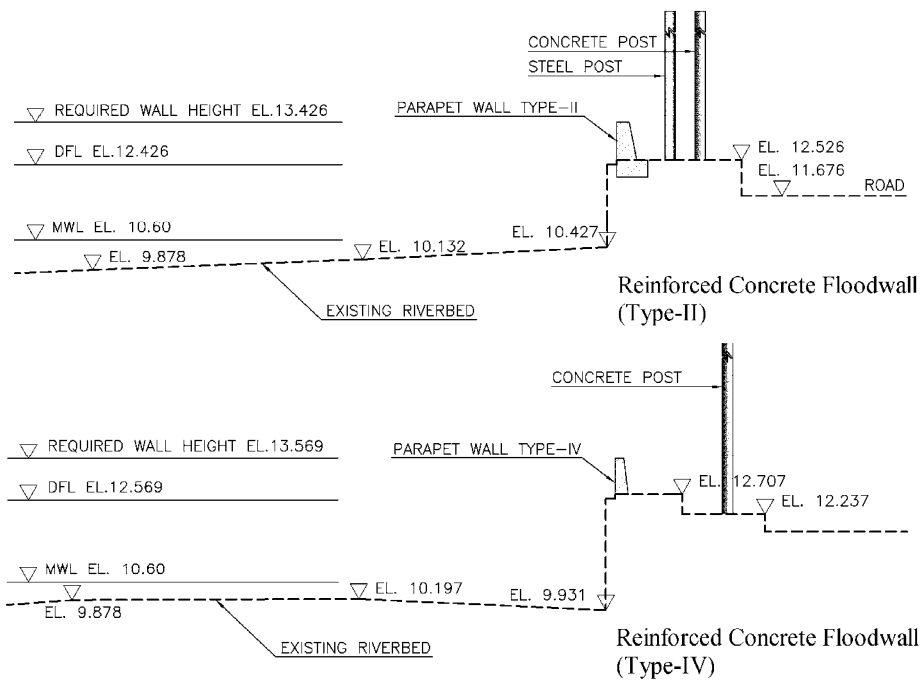 CONCRETE POST
STEEL POST
REQUIRED WALL HEIGHT EL.13.426
PARAPET WALL TYPE-II
DFL EL.12.426
EL. 12.526
EL. 11.676
ROAD
MWL EL. 10.60
EL. 10.427
EL. 10.132
EL. 9.878
EXISTING RIVERBED
Reinforced Concrete Floodwall
(Type-II)
CONCRETE POST
REQUIRED WALL HEIGHT EL.13.569
PARAPET WALL TYPE-IV
DFL EL.12.569
EL. 12.707
EL. 12.237
MWL EL. 10.60
EL. 10.197
EL. 9.931
EL. 9.878
EXISTING RIVERBED
Reinforced Concrete Floodwall
(Type-IV)